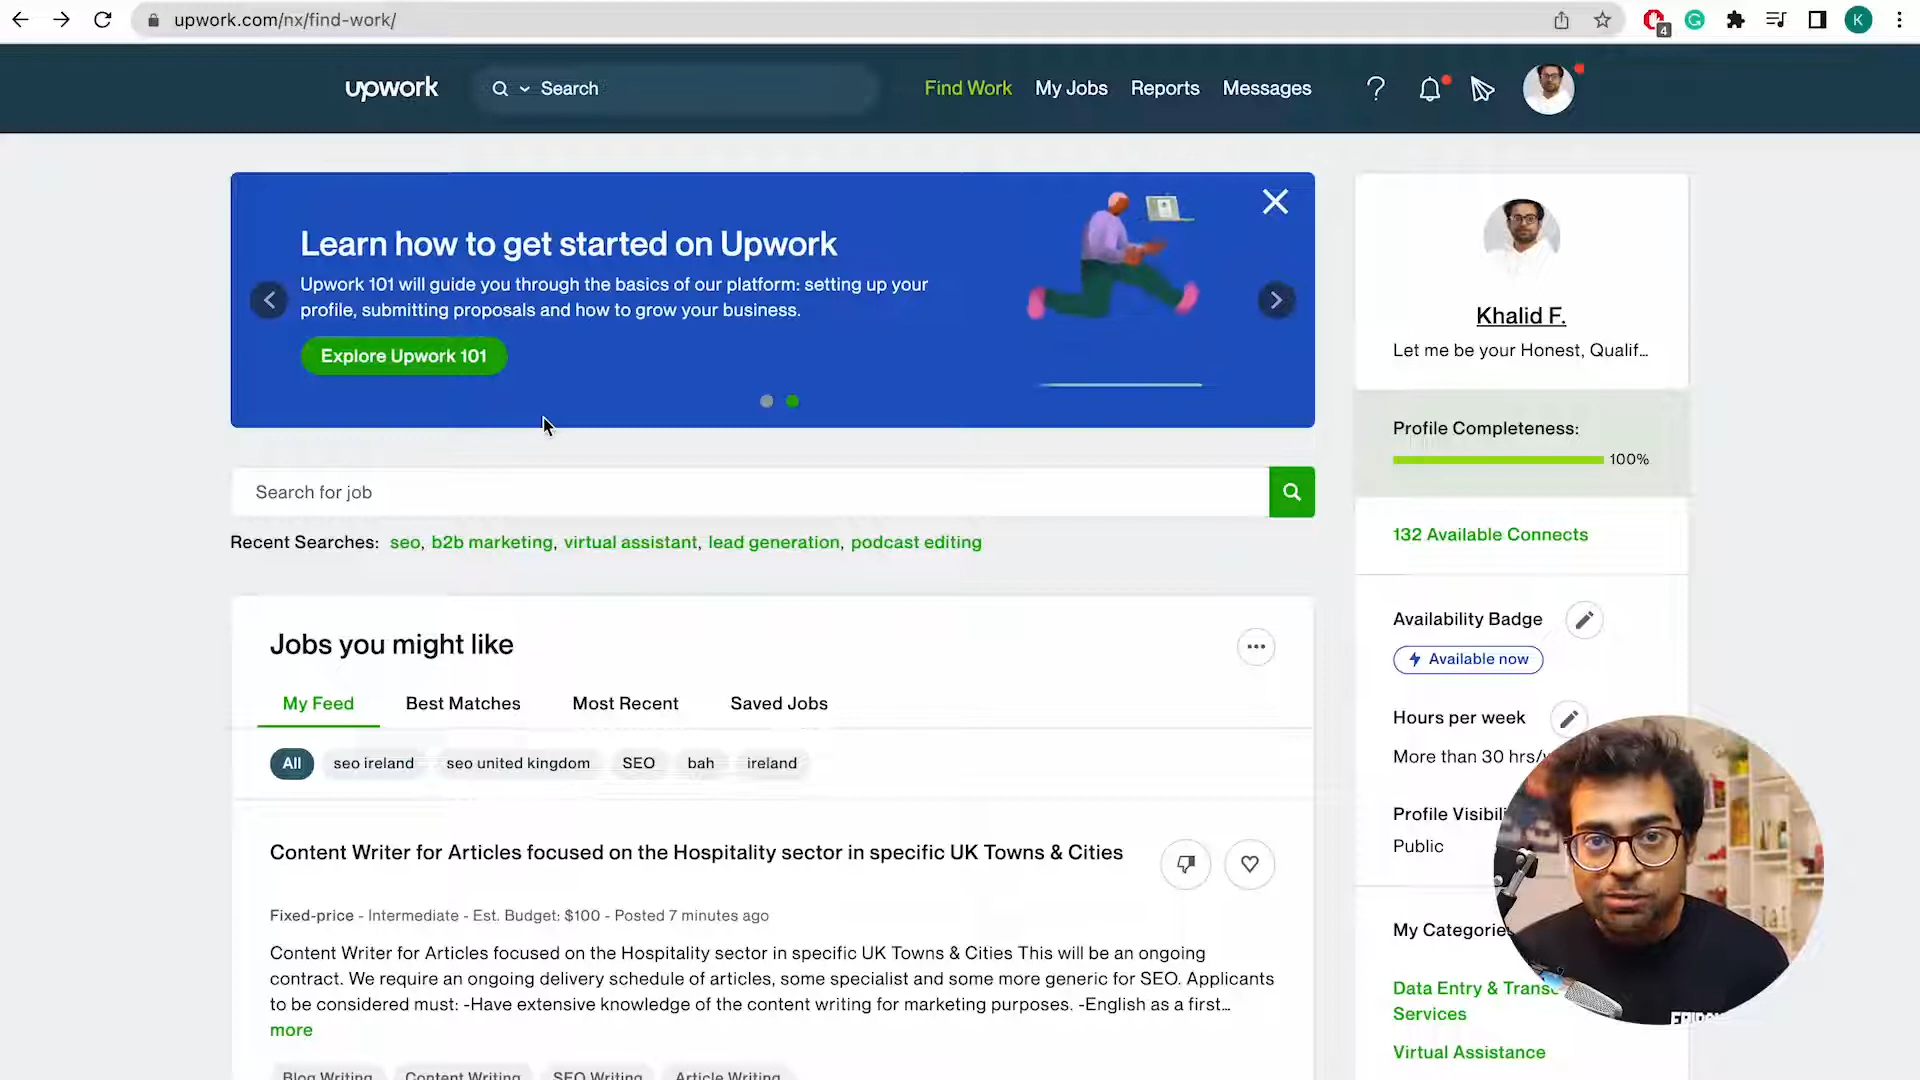 upwork.com/nx/find-work/
4
K
upwork
Search
Find Work
My Jobs
Reports
Messages
Learn how to get started on Upwork
Upwork 101 will guide you through the basics of our platform: setting up your
profile, submitting proposals and how to grow your business.
Explore Upwork 101
Search for job
Recent Searches: seo, b2b marketing, virtual assistant, lead generation, podcast editing
Jobs you might like
My Feed
Best Matches
Most Recent
Saved Jobs
All
seo ireland
seo united kingdom
SEO
bah
ireland
Content Writer for Articles focused on the Hospitality sector in specific UK Towns & Cities
Fixed-price - Intermediate - Est. Budget: $100 - Posted 7 minutes ago
Content Writer for Articles focused on the Hospitality sector in specific UK Towns & Cities This will be an ongoing
contract. We require an ongoing delivery schedule of articles, some specialist and some more generic for SEO. Applicants
to be considered must: -Have extensive knowledge of the content writing for marketing purposes. -English as a first...
more
Blog Writing
Content Writing
SEO Writing
Article Writing
Khalid F.
Let me be your Honest, Qualif...
Profile Completeness:
100%
132 Available Connects
Availability Badge
Available now
Hours per week
More than 30 hrs/
Profile Visibili
Public
My Categorie
Data Entry & Trans
Services
Virtual Assistance